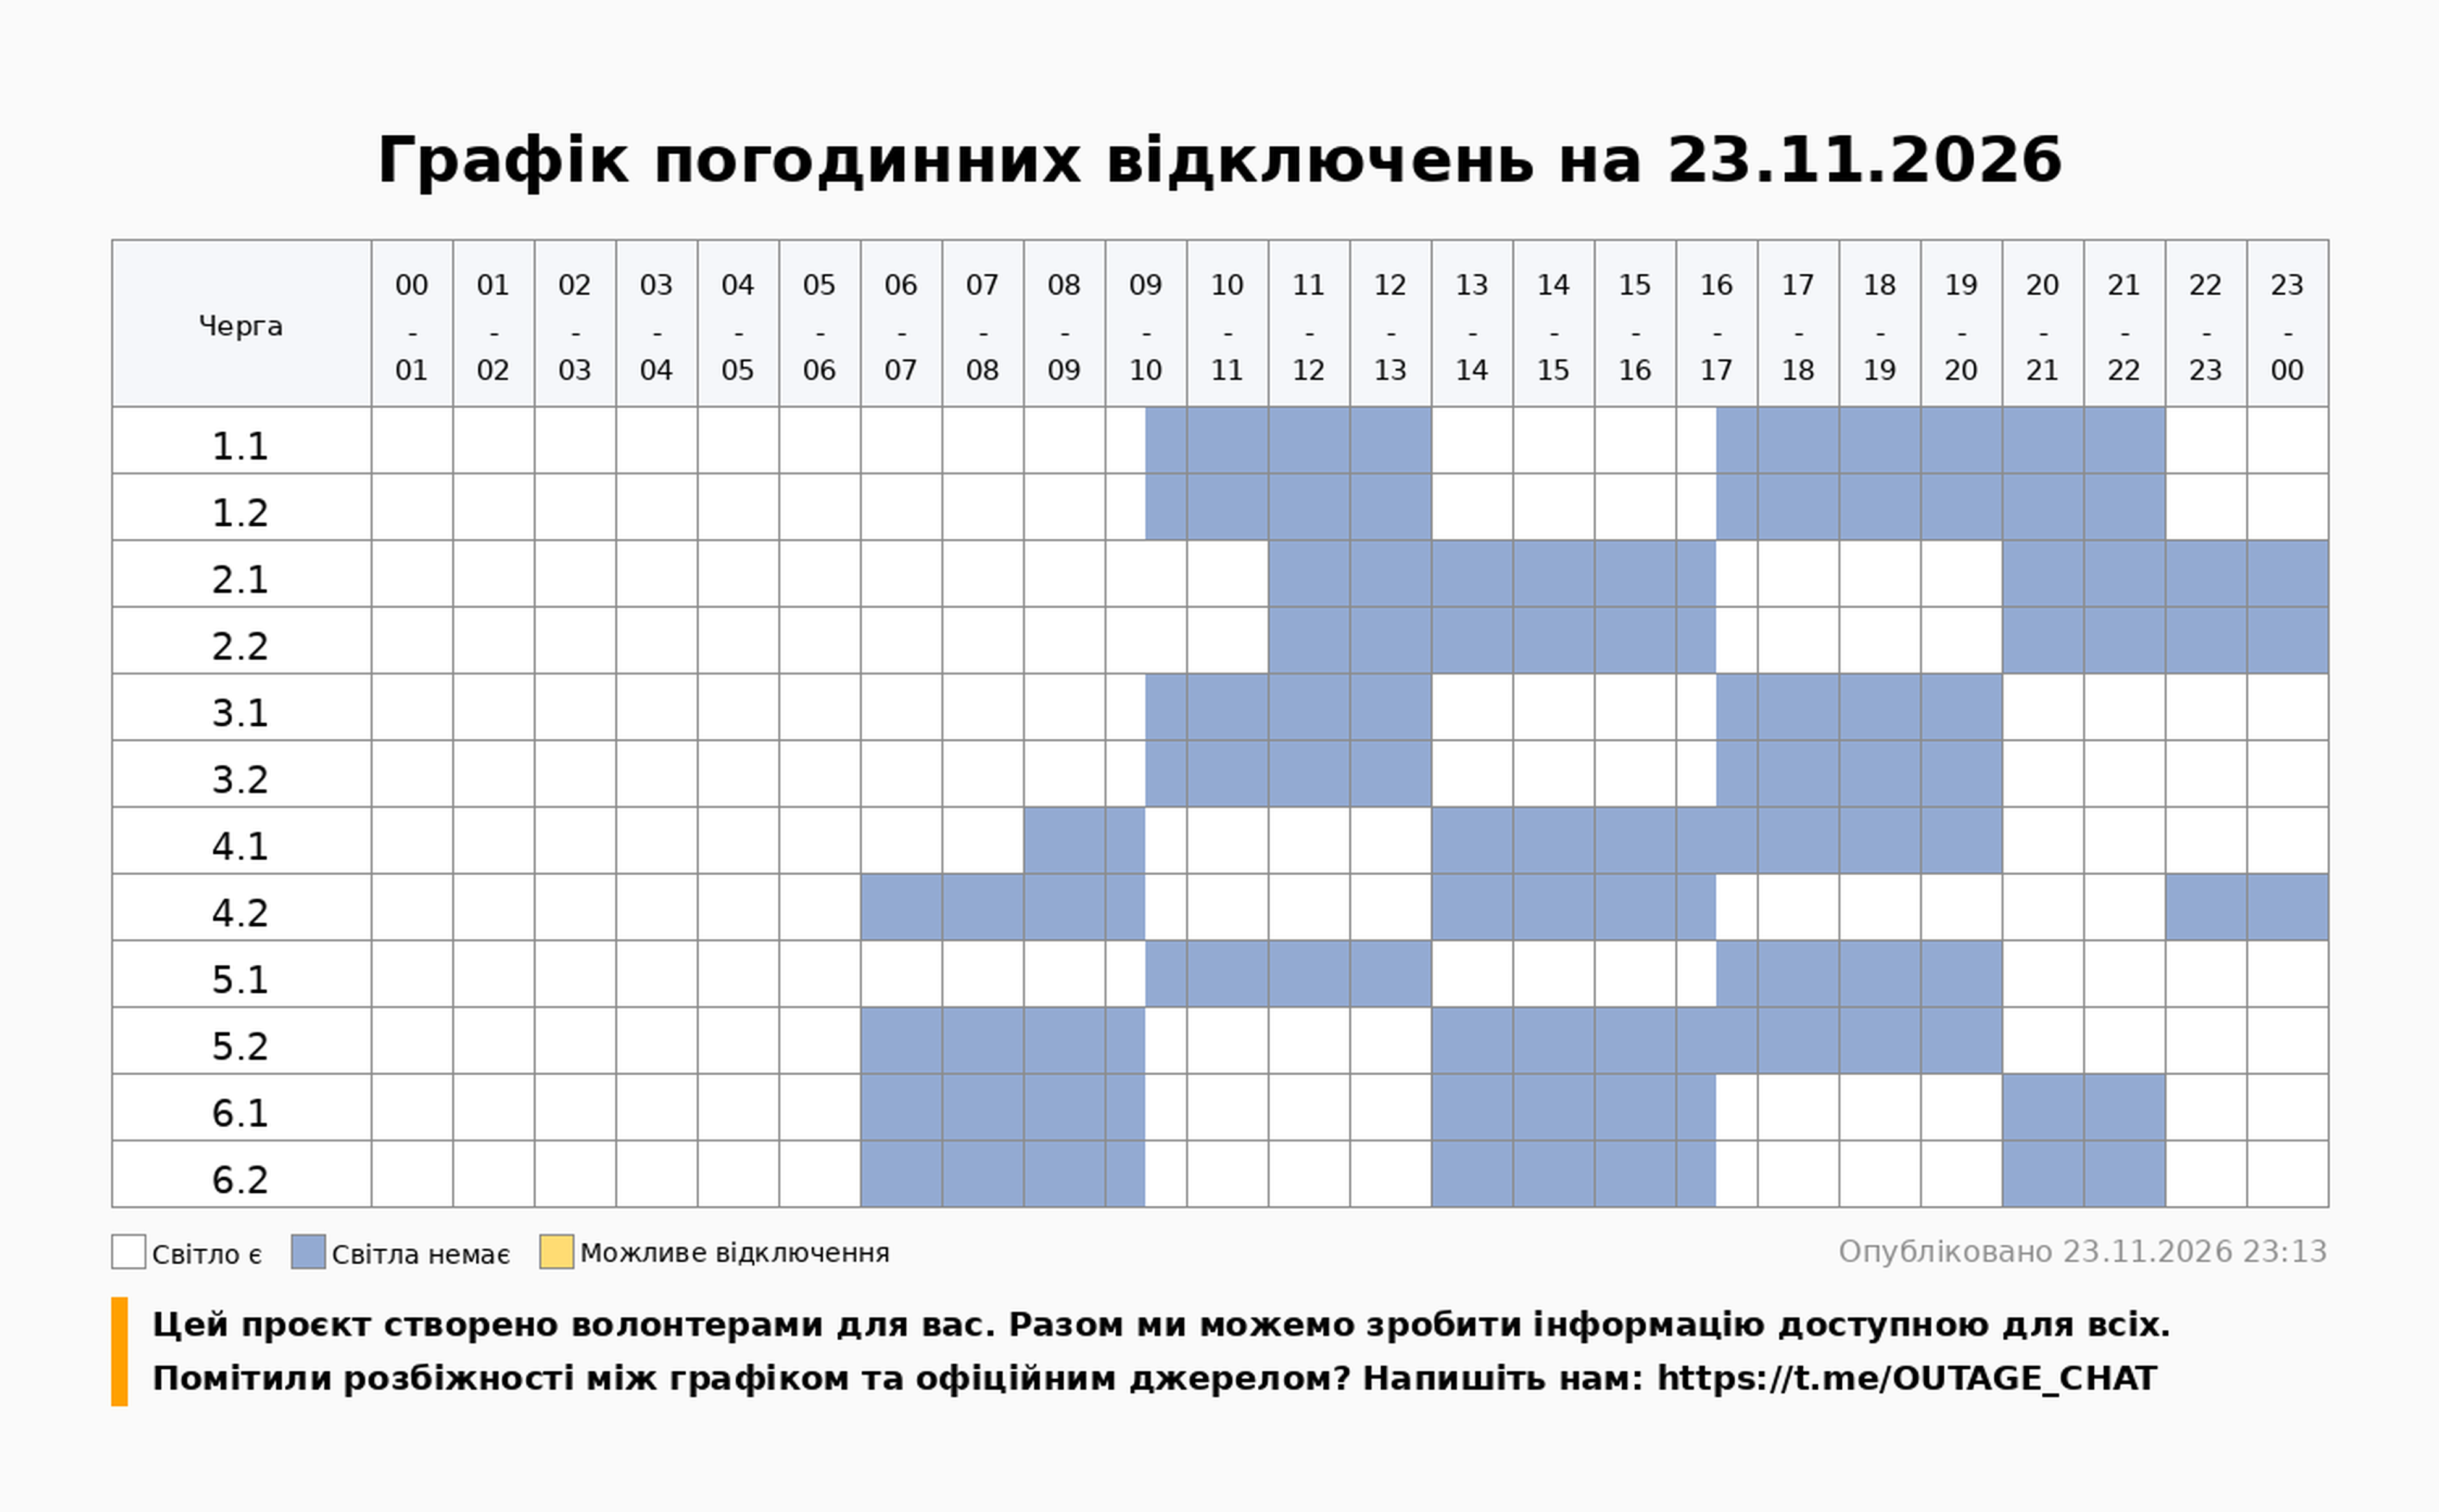 Графік погодинних відключень на 23.11.2026
Черга 00 - 01 01 - 02 02 - 03 03 - 04 04 - 05 05 - 06 06 - 07 07 - 08 08 - 09 09 - 10 10 - 11 11 - 12 12 - 13 13 - 14 14 - 15 15 - 16 16 - 17 17 - 18 18 - 19 19 - 20 20 - 21 21 - 22 22 - 23 23 - 00
1.1
1.2
2.1
2.2
3.1
3.2
4.1
4.2
5.1
5.2
6.1
6.2
Світло є Світла немає Можливе відключення Опубліковано 23.11.2026 23:13
Цей проєкт створено волонтерами для вас. Разом ми можемо зробити інформацію доступною для всіх.
Помітили розбіжності між графіком та офіційним джерелом? Напишіть нам: https://t.me/OUTAGE_CHAT